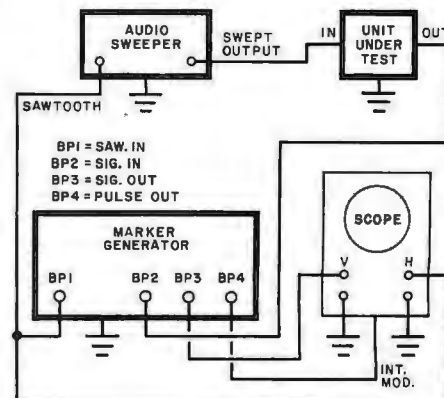 AUDIO
SWEEPER
SWEPT
OUTPUT
IN
UNIT
UNDER
TEST
OUT
SAWTOOTH
BP1 = SAW. IN
BP2 = SIG. IN
BP3 = SIG. OUT
BP4 = PULSE OUT
MARKER
GENERATOR
BP1
BP2
BP3
BP4
SCOPE
V
H
INT.
MOD.